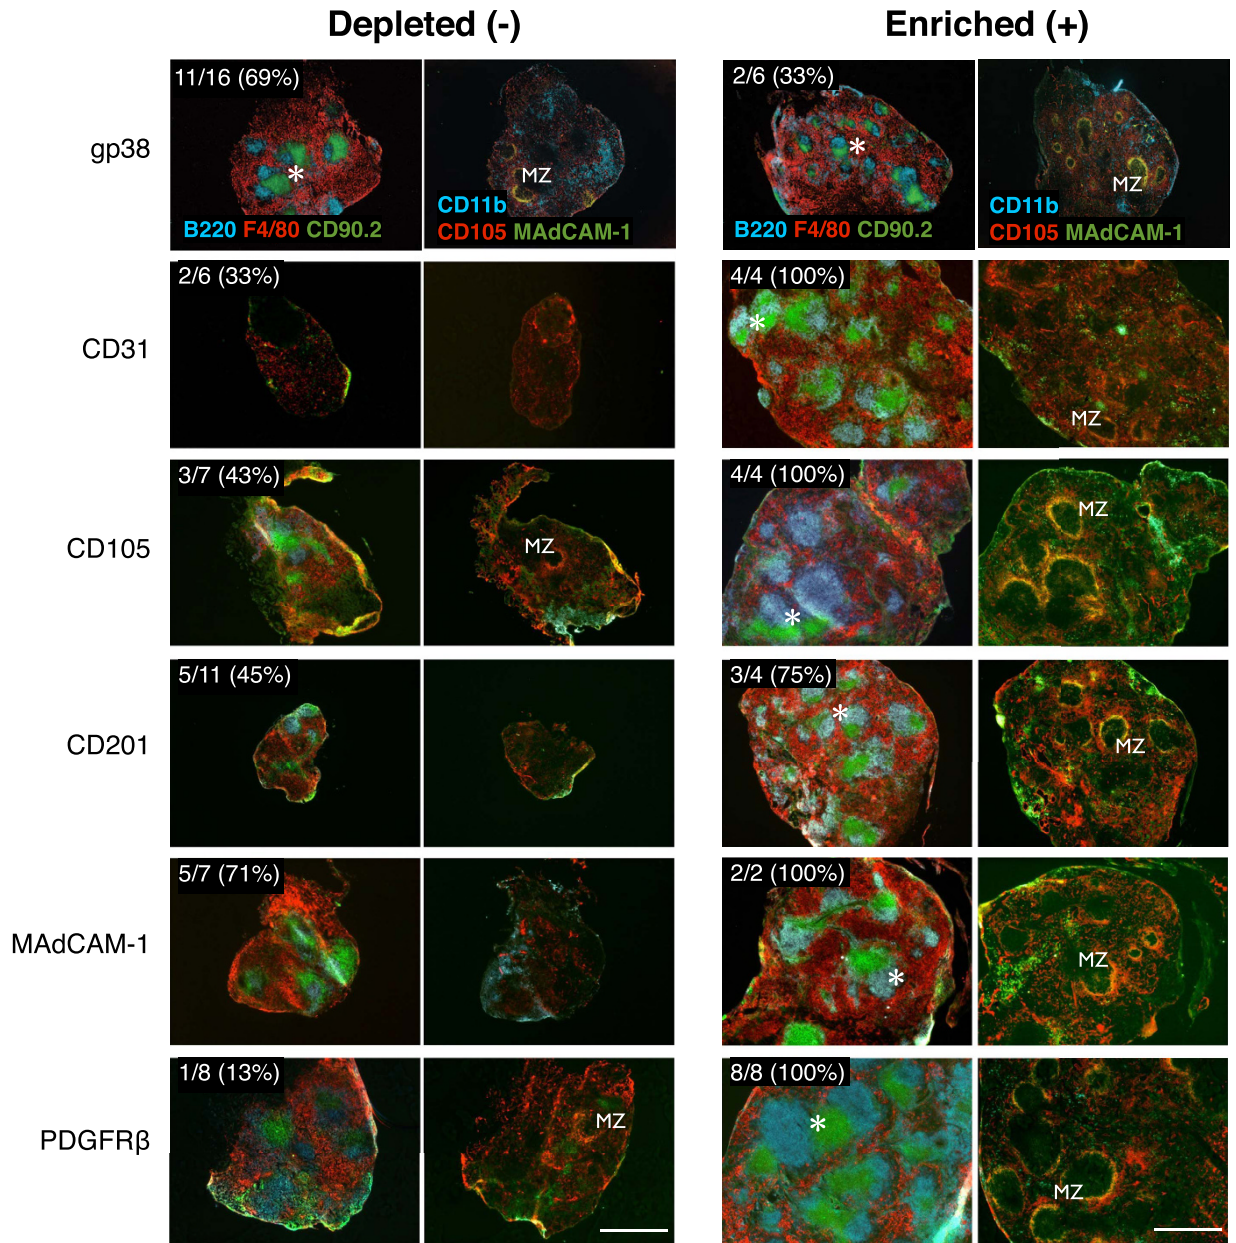 Depleted (-)
Enriched (+)
gp38
11/16 (69%)
*
B220 F4/80 CD90.2
MZ
CD11b
CD105 MAdCAM-1
2/6 (33%)
*
B220 F4/80 CD90.2
MZ
CD11b
CD105 MAdCAM-1
CD31
2/6 (33%)
4/4 (100%)
*
MZ
CD105
3/7 (43%)
MZ
4/4 (100%)
*
MZ
CD201
5/11 (45%)
3/4 (75%)
*
MZ
MAdCAM-1
5/7 (71%)
2/2 (100%)
*
MZ
PDGFRβ
1/8 (13%)
MZ
8/8 (100%)
*
MZ